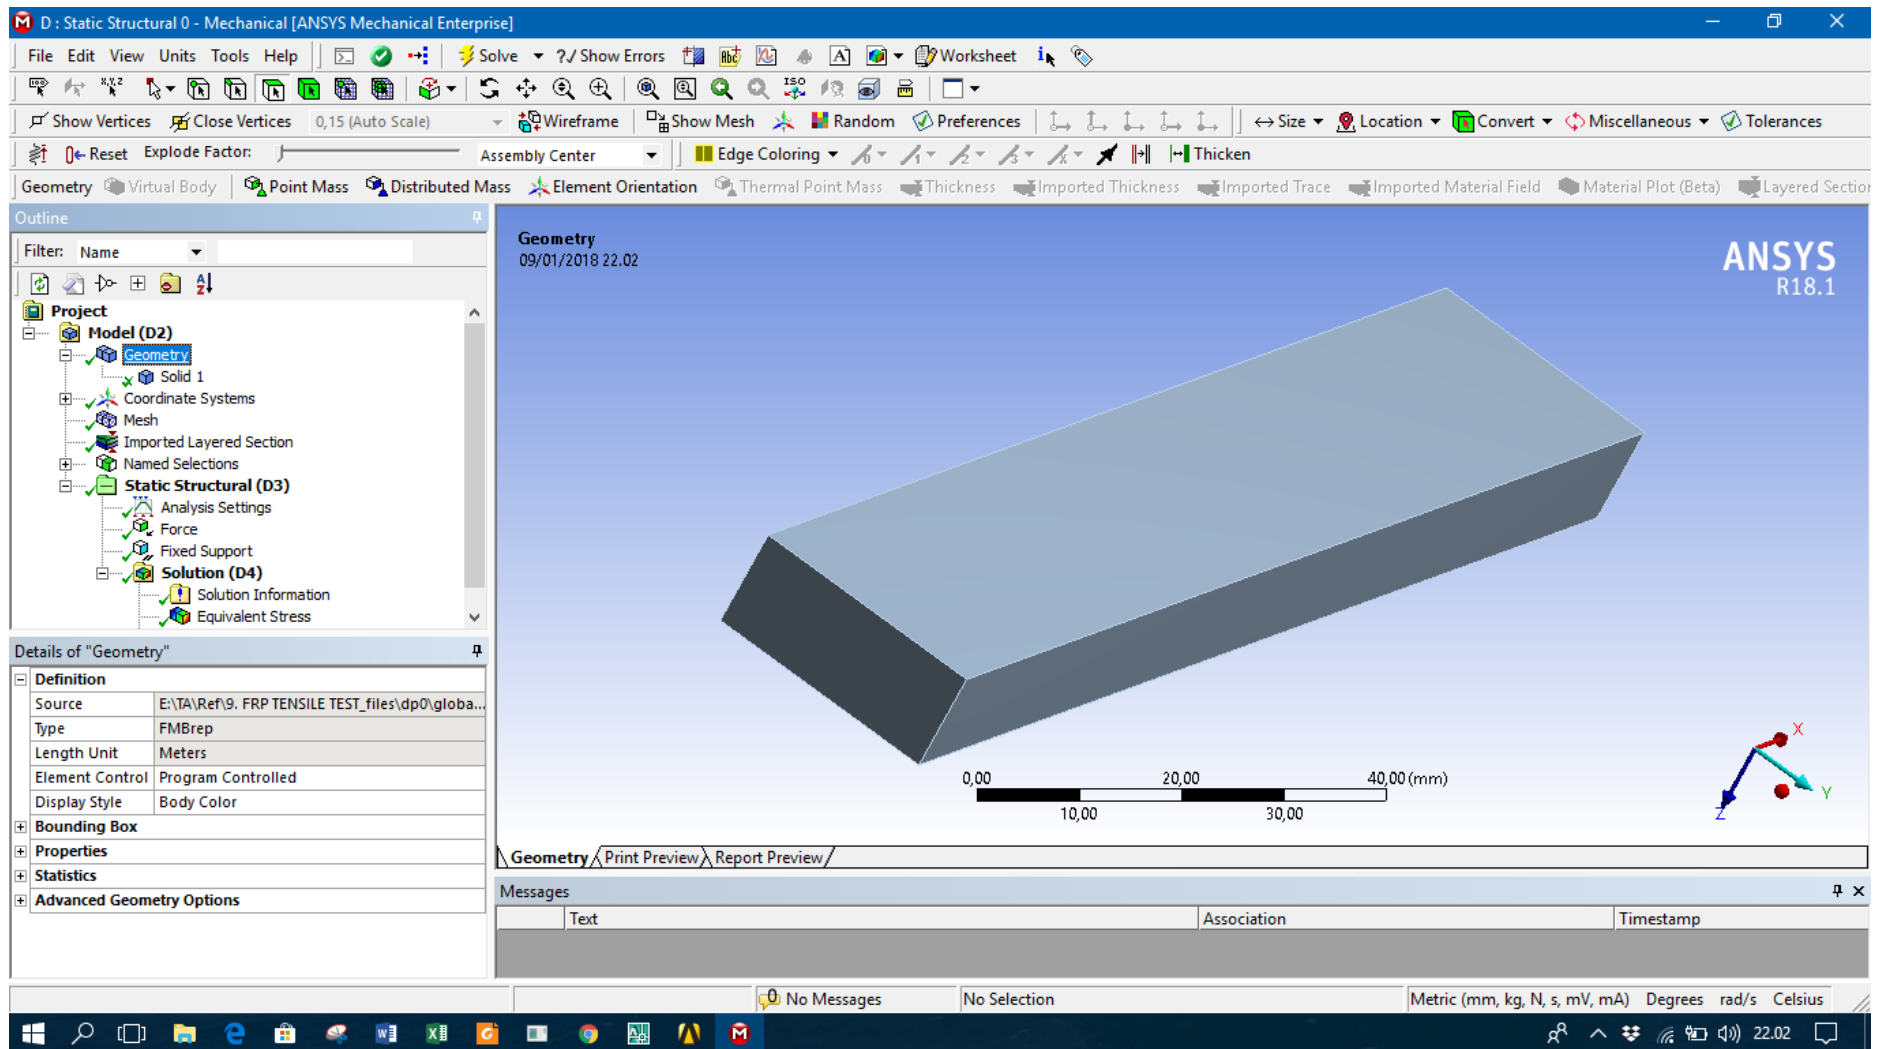 D : Static Structural 0 - Mechanical [ANSYS Mechanical Enterprise]
File Edit View Units Tools Help Solve ?/ Show Errors Worksheet
Show Vertices Close Vertices 0,15 (Auto Scale) Wireframe Show Mesh Random Preferences Size Location Convert Miscellaneous Tolerances
Reset Explode Factor: Assembly Center Edge Coloring Thicken
Geometry Virtual Body Point Mass Distributed Mass Element Orientation Thermal Point Mass Thickness Imported Thickness Imported Trace Imported Material Field Material Plot (Beta) Layered Section
Outline
Filter: Name
Project
Model (D2)
Geometry
Solid 1
Coordinate Systems
Mesh
Imported Layered Section
Named Selections
Static Structural (D3)
Analysis Settings
Force
Fixed Support
Solution (D4)
Solution Information
Equivalent Stress
Details of "Geometry"
Definition
Source E:\TA\Ref\9. FRP TENSILE TEST_files\dp0\globa...
Type FMBrep
Length Unit Meters
Element Control Program Controlled
Display Style Body Color
Bounding Box
Properties
Statistics
Advanced Geometry Options
Geometry
09/01/2018 22.02
ANSYS
R18.1
X
Y
Z
0,00 20,00 40,00 (mm)
10,00 30,00
Geometry Print Preview Report Preview
Messages
Text Association Timestamp
No Messages No Selection Metric (mm, kg, N, s, mV, mA) Degrees rad/s Celsius
22.02